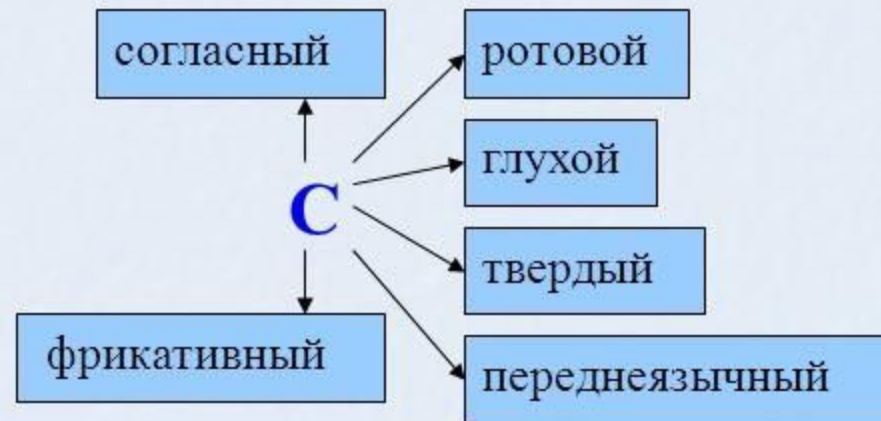 согласный
ротовой
глухой
С
твердый
фрикативный
переднеязычный